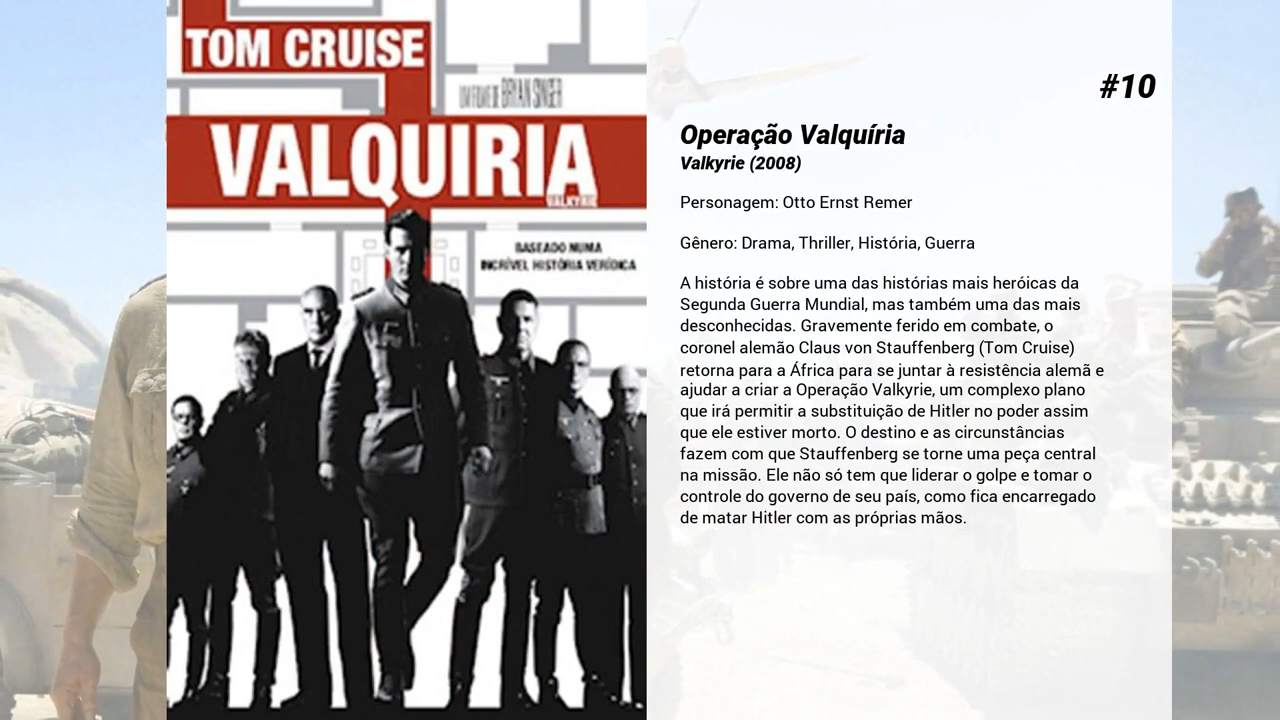 TOM CRUISE
UM FILME DE BRYAN SINGER
VALQUIRIA
VALKYRIE
BASEADO NUMA
INCRÍVEL HISTÓRIA VERÍDICA
#10
Operação Valquíria
Valkyrie (2008)
Personagem: Otto Ernst Remer
Gênero: Drama, Thriller, História, Guerra
A história é sobre uma das histórias mais heróicas da
Segunda Guerra Mundial, mas também uma das mais
desconhecidas. Gravemente ferido em combate, o
coronel alemão Claus von Stauffenberg (Tom Cruise)
retorna para a África para se juntar à resistência alemã e
ajudar a criar a Operação Valkyrie, um complexo plano
que irá permitir a substituição de Hitler no poder assim
que ele estiver morto. O destino e as circunstâncias
fazem com que Stauffenberg se torne uma peça central
na missão. Ele não só tem que liderar o golpe e tomar o
controle do governo de seu país, como fica encarregado
de matar Hitler com as próprias mãos.